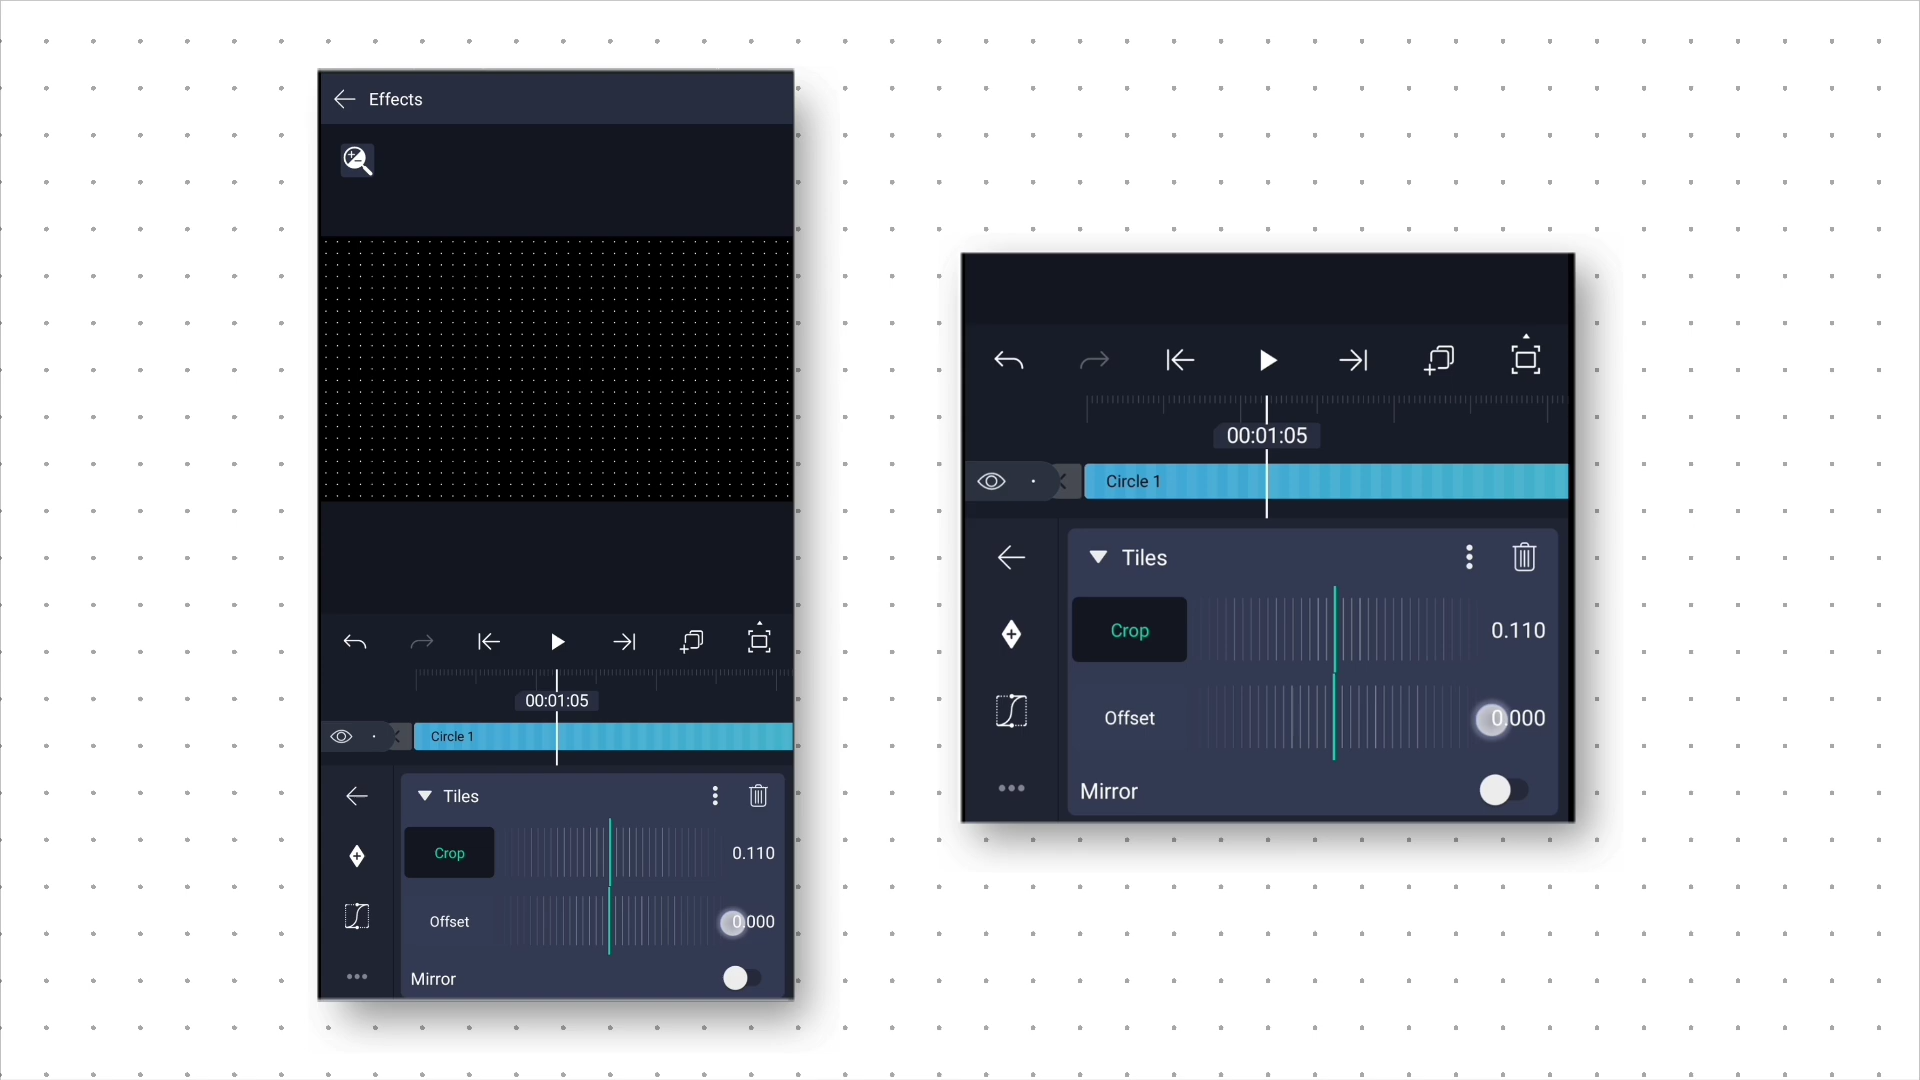 Effects
00:01:05
Circle 1
Tiles
Crop 0.110
Offset 0.000
Mirror
00:01:05
Circle 1
Tiles
Crop 0.110
Offset 0.000
Mirror